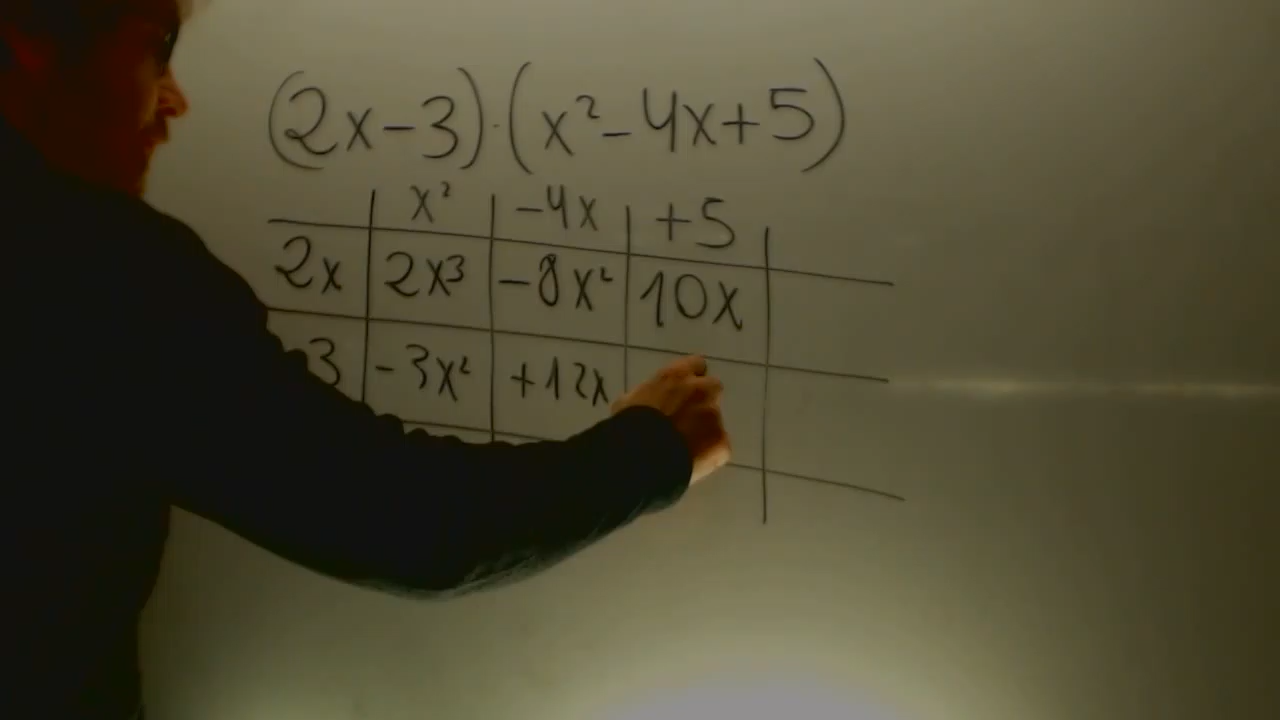 (2x-3)·(x²-4x+5)
x² -4x +5
2x 2x³ -8x² 10x
3 -3x² +12x